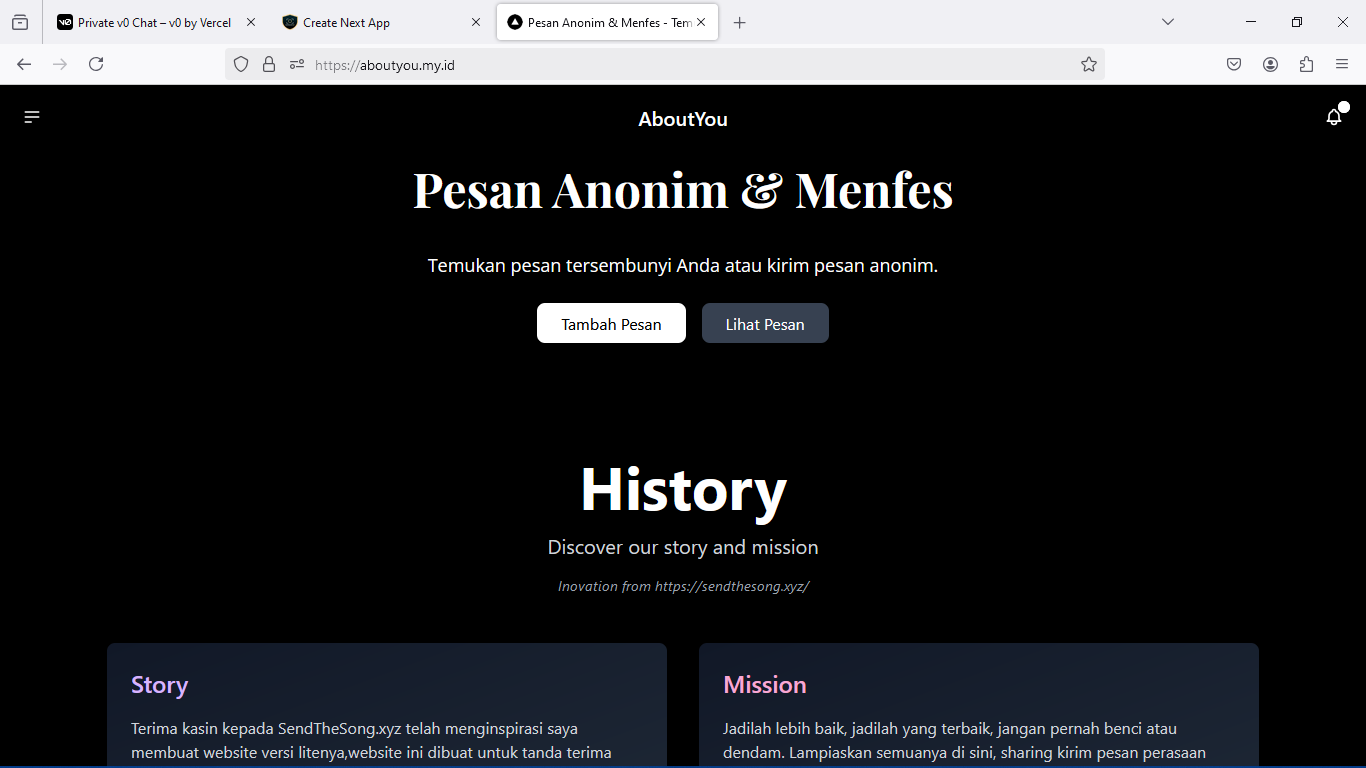 Private v0 Chat – v0 by Vercel
Create Next App
Pesan Anonim & Menfes - Tem
https://aboutyou.my.id
AboutYou
Pesan Anonim & Menfes
Temukan pesan tersembunyi Anda atau kirim pesan anonim.
Tambah Pesan
Lihat Pesan
History
Discover our story and mission
Inovation from https://sendthesong.xyz/
Story
Terima kasin kepada SendTheSong.xyz telah menginspirasi saya
membuat website versi litenya,website ini dibuat untuk tanda terima
Mission
Jadilah lebih baik, jadilah yang terbaik, jangan pernah benci atau
dendam. Lampiaskan semuanya di sini, sharing kirim pesan perasaan